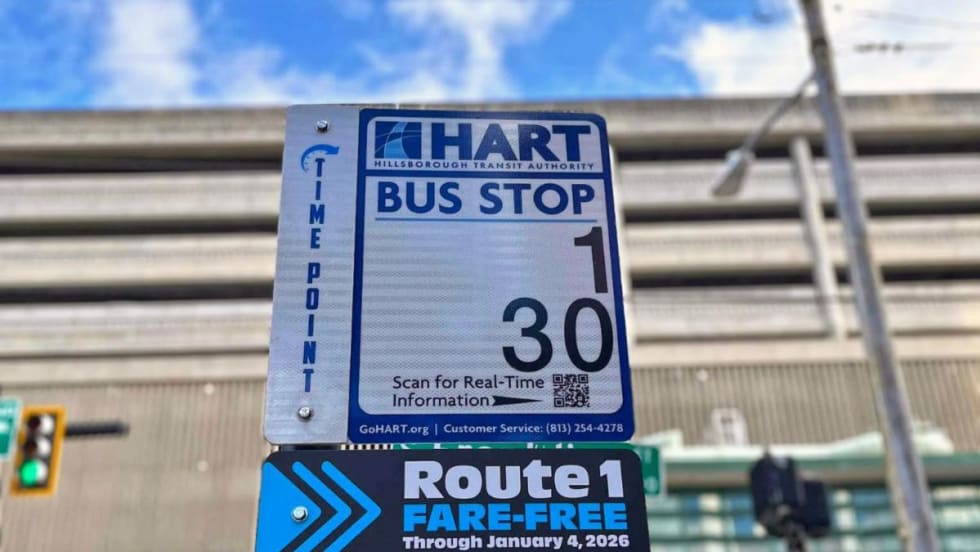 HART
HILLSBOROUGH TRANSIT AUTHORITY
BUS STOP
TIME POINT
1
30
Scan for Real-Time
Information
GoHART.org | Customer Service: (813) 254-4278
Route 1
FARE-FREE
Through January 4, 2026